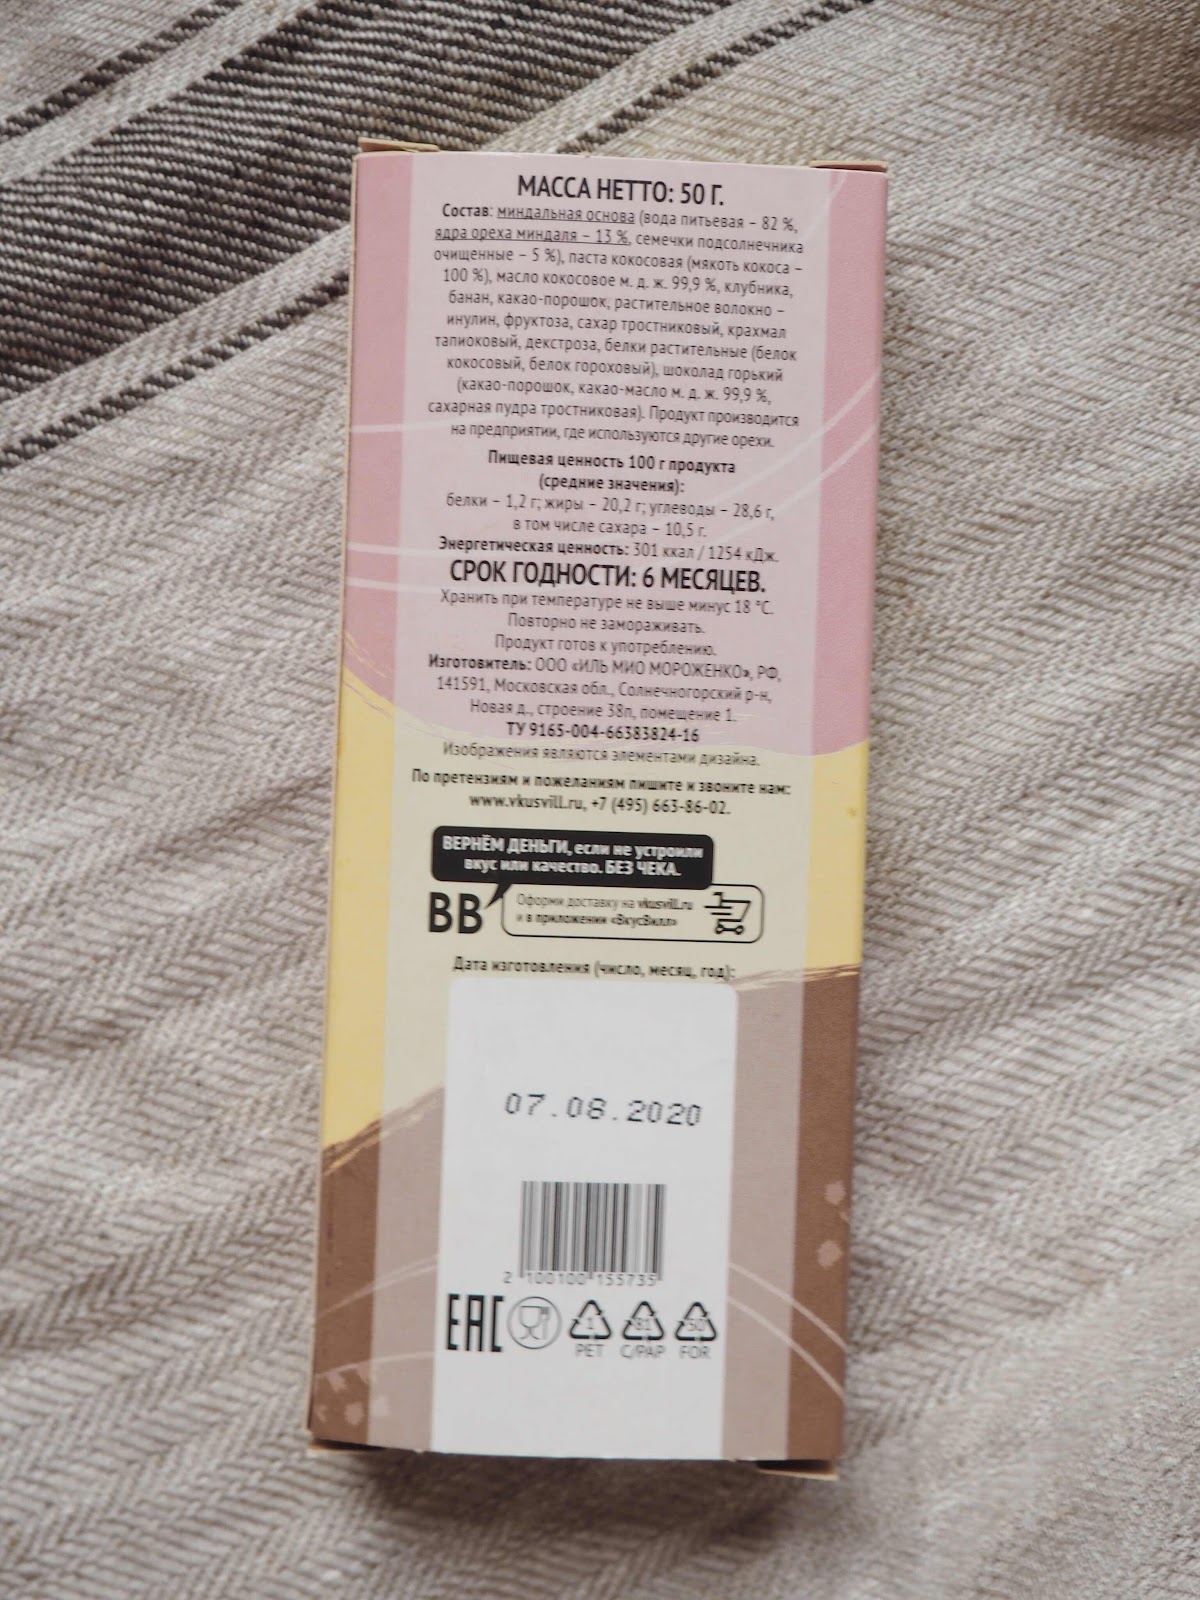 МАССА НЕТТО: 50 Г.
Состав: миндальная основа (вода питьевая – 82 %,
ядра ореха миндаля – 13 %, семечки подсолнечника
очищенные – 5 %), паста кокосовая (мякоть кокоса –
100 %), масло кокосовое м. д. ж. 99,9 %, клубника,
банан, какао-порошок, растительное волокно –
инулин, фруктоза, сахар тростниковый, крахмал
тапиоковый, декстроза, белки растительные (белок
кокосовый, белок гороховый), шоколад горький
(какао-порошок, какао-масло м. д. ж. 99,9 %,
сахарная пудра тростниковая). Продукт производится
на предприятии, где используются другие орехи.
Пищевая ценность 100 г продукта
(средние значения):
белки – 1,2 г; жиры – 20,2 г; углеводы – 28,6 г,
в том числе сахара – 10,5 г.
Энергетическая ценность: 301 ккал / 1254 кДж.
СРОК ГОДНОСТИ: 6 МЕСЯЦЕВ.
Хранить при температуре не выше минус 18 °С.
Повторно не замораживать.
Продукт готов к употреблению.
Изготовитель: ООО «ИЛЬ МИО МОРОЖЕНКО», РФ,
141591, Московская обл., Солнечногорский р-н,
Новая д., строение 38п, помещение 1.
ТУ 9165-004-66383824-16
Изображения являются элементами дизайна.
По претензиям и пожеланиям пишите и звоните нам:
www.vkusvill.ru, +7 (495) 663-86-02.
ВЕРНЁМ ДЕНЬГИ, если не устроили
вкус или качество. БЕЗ ЧЕКА.
ВВ
Оформи доставку на vkusvill.ru
и в приложении «ВкусВилл»
Дата изготовления (число, месяц, год):
07.08.2020
2 100100 155735
ЕАС
1 81 50
PET C/PAP FOR